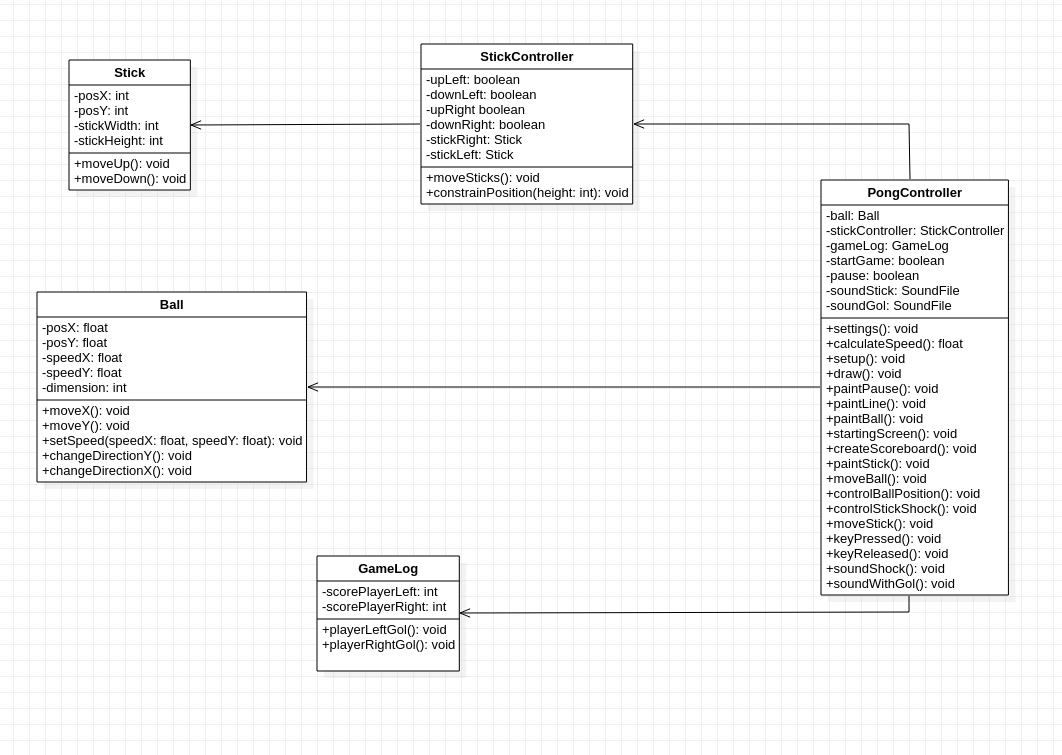 Stick
-posX: int
-posY: int
-stickWidth: int
-stickHeight: int
+moveUp(): void
+moveDown(): void
StickController
-upLeft: boolean
-downLeft: boolean
-upRight boolean
-downRight: boolean
-stickRight: Stick
-stickLeft: Stick
+moveSticks(): void
+constrainPosition(height: int): void
PongController
-ball: Ball
-stickController: StickController
-gameLog: GameLog
-startGame: boolean
-pause: boolean
-soundStick: SoundFile
-soundGol: SoundFile
+settings(): void
+calculateSpeed(): float
+setup(): void
+draw(): void
+paintPause(): void
+paintLine(): void
+paintBall(): void
+startingScreen(): void
+createScoreboard(): void
+paintStick(): void
+moveBall(): void
+controlBallPosition(): void
+controlStickShock(): void
+moveStick(): void
+keyPressed(): void
+keyReleased(): void
+soundShock(): void
+soundWithGol(): void
Ball
-posX: float
-posY: float
-speedX: float
-speedY: float
-dimension: int
+moveX(): void
+moveY(): void
+setSpeed(speedX: float, speedY: float): void
+changeDirectionY(): void
+changeDirectionX(): void
GameLog
-scorePlayerLeft: int
-scorePlayerRight: int
+playerLeftGol(): void
+playerRightGol(): void